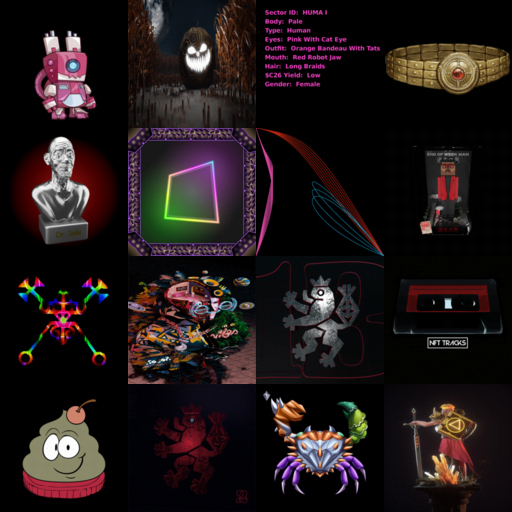 Sector ID: HUMA I
Body: Pale
Type: Human
Eyes: Pink With Cat Eye
Outfit: Orange Bandeau With Tats
Mouth: Red Robot Jaw
Hair: Long Braids
SC26 Yield: Low
Gender: Female
NFT TRACKS